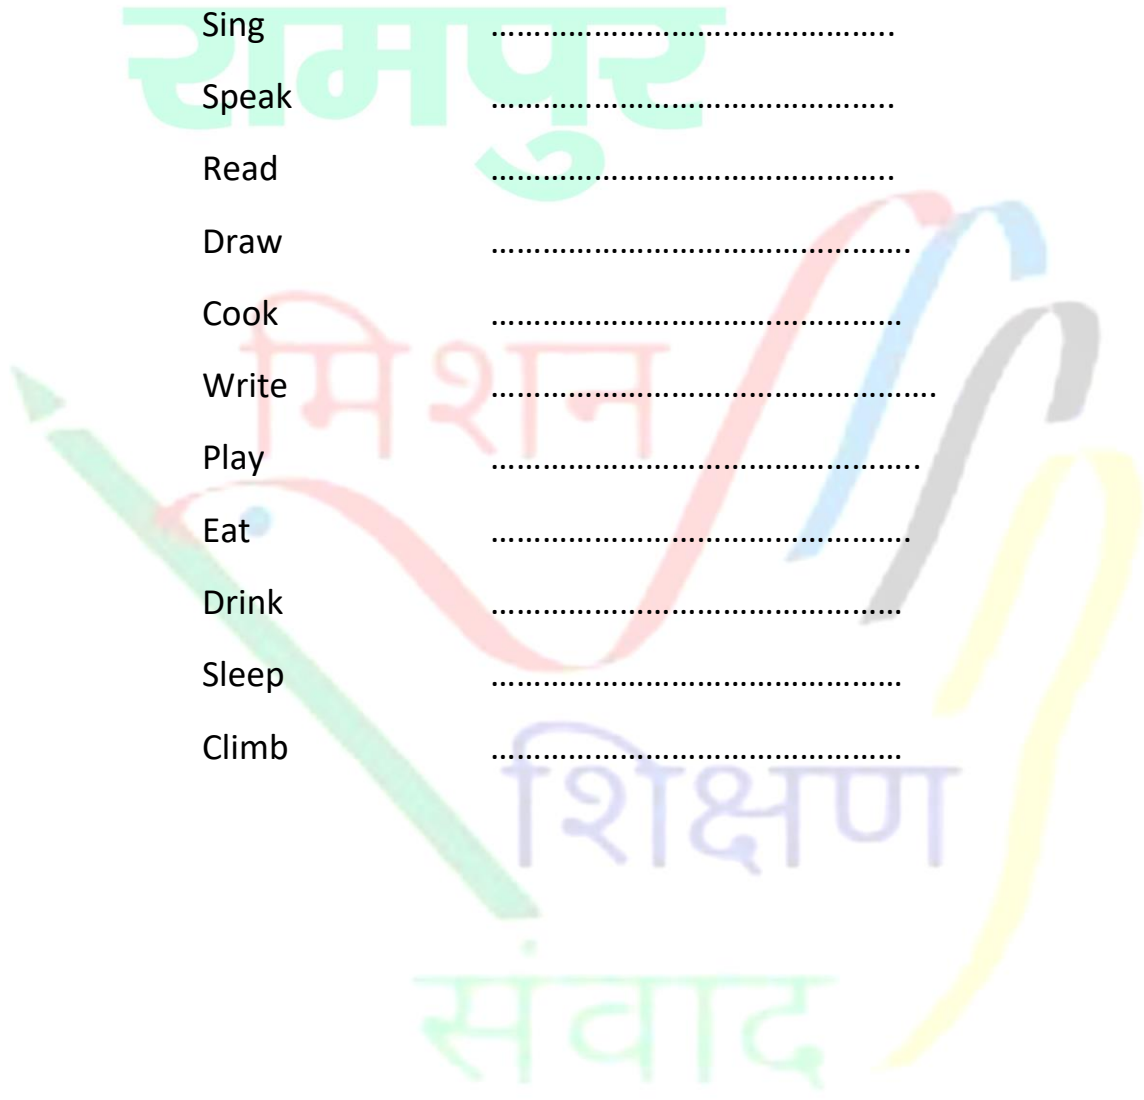 रामपुर
Sing ……………………………………………..
Speak ……………………………………………..
Read ……………………………………………..
Draw ……………………………………………….
Cook ………………………………………………
Write ………………………………………………….
Play ………………………………………………..
Eat ……………………………………………….
Drink ………………………………………………
Sleep ………………………………………………
Climb ………………………………………………
मिशन
शिक्षण
संवाद